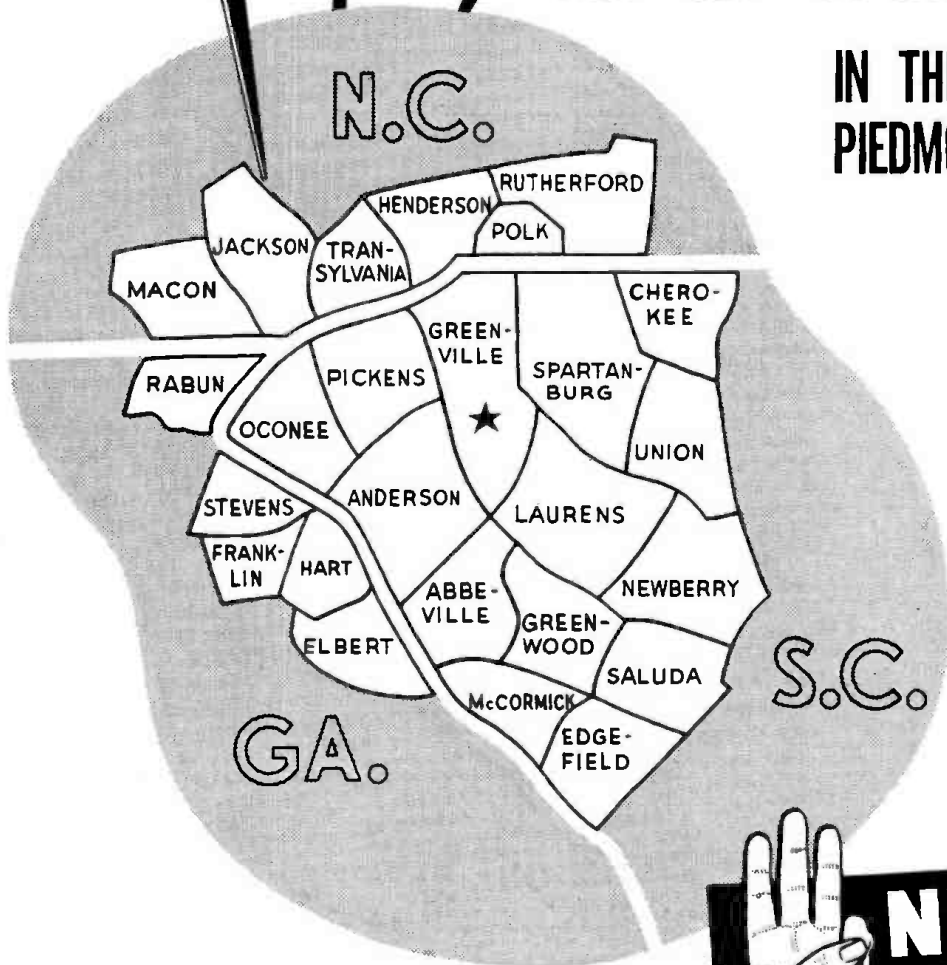 IN TH
PIEDM
N.C.
RUTHERFORD
HENDERSON
POLK
JACKSON
TRAN-
SYLVANIA
MACON
CHERO-
KEE
GREEN-
VILLE
SPARTAN-
BURG
PICKENS
RABUN
OCONEE
UNION
ANDERSON
STEVENS
LAURENS
FRANK-
LIN
HART
ABBE-
VILLE
NEWBERRY
GREEN-
WOOD
ELBERT
SALUDA
S.C.
McCORMICK
EDGE-
FIELD
GA.
N